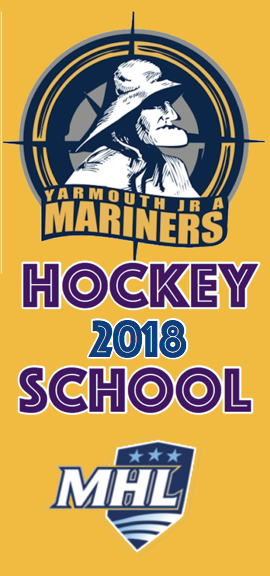 YARMOUTH JR A
MARINERS
HOCKEY
2018
SCHOOL
MHL